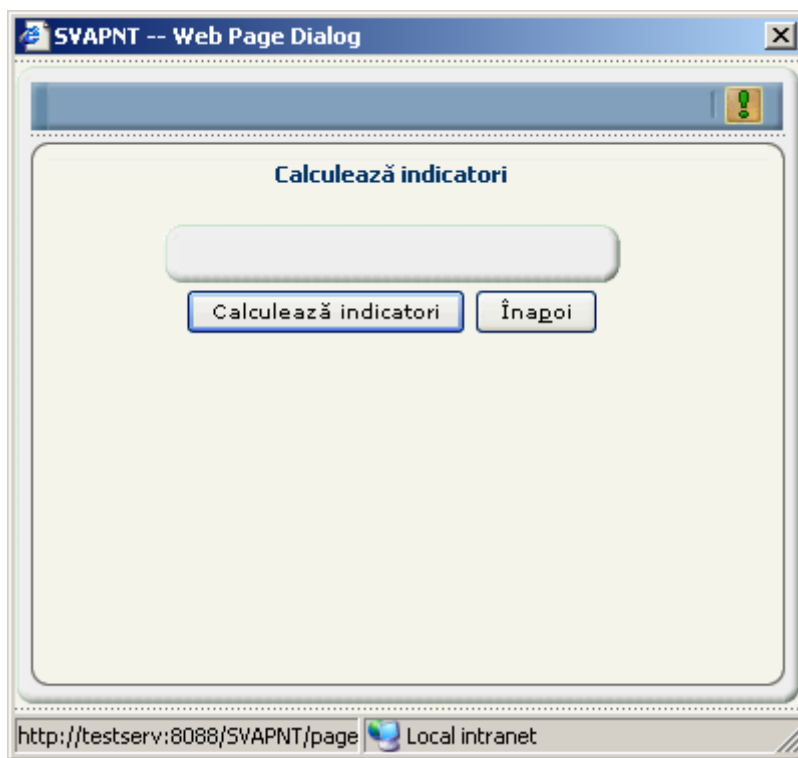 SVAPNT -- Web Page Dialog
Calculează indicatori
Calculează indicatori Înapoi
http://testserv:8088/SVAPNT/page Local intranet